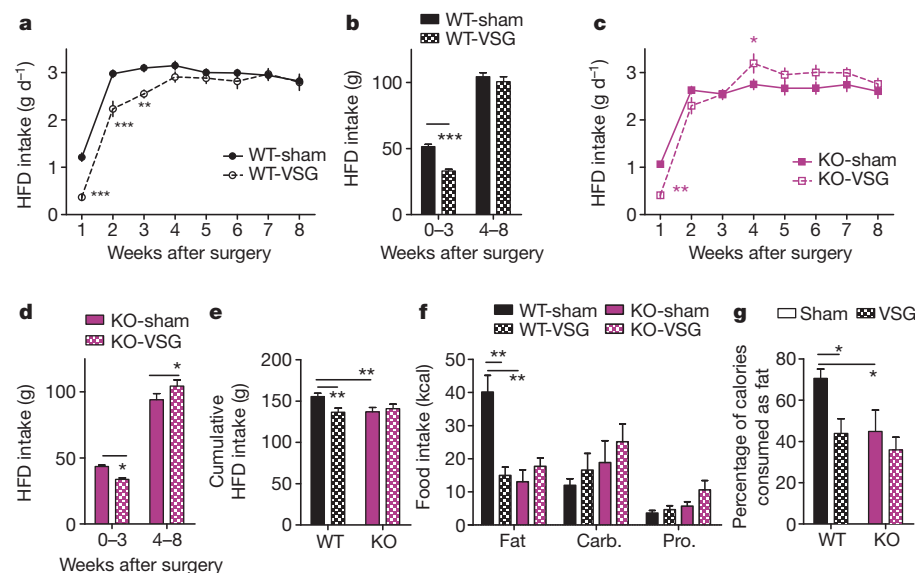 a
HFD intake (g d⁻¹)
4
3
2
1
0
***
***
**
WT-sham
WT-VSG
1 2 3 4 5 6 7 8
Weeks after surgery
b
WT-sham
WT-VSG
HFD intake (g)
100
50
0
***
0–3 4–8
c
HFD intake (g d⁻¹)
4
3
2
1
0
**
*
KO-sham
KO-VSG
1 2 3 4 5 6 7 8
Weeks after surgery
d
KO-sham
KO-VSG
HFD intake (g)
100
50
0
*
*
0–3 4–8
Weeks after surgery
e
Cumulative
HFD intake (g)
200
150
100
50
0
**
**
WT KO
f
WT-sham KO-sham
WT-VSG KO-VSG
Food intake (kcal)
50
40
30
20
10
0
**
**
Fat Carb. Pro.
g
Sham VSG
Percentage of calories
consumed as fat
80
60
40
20
0
*
*
WT KO